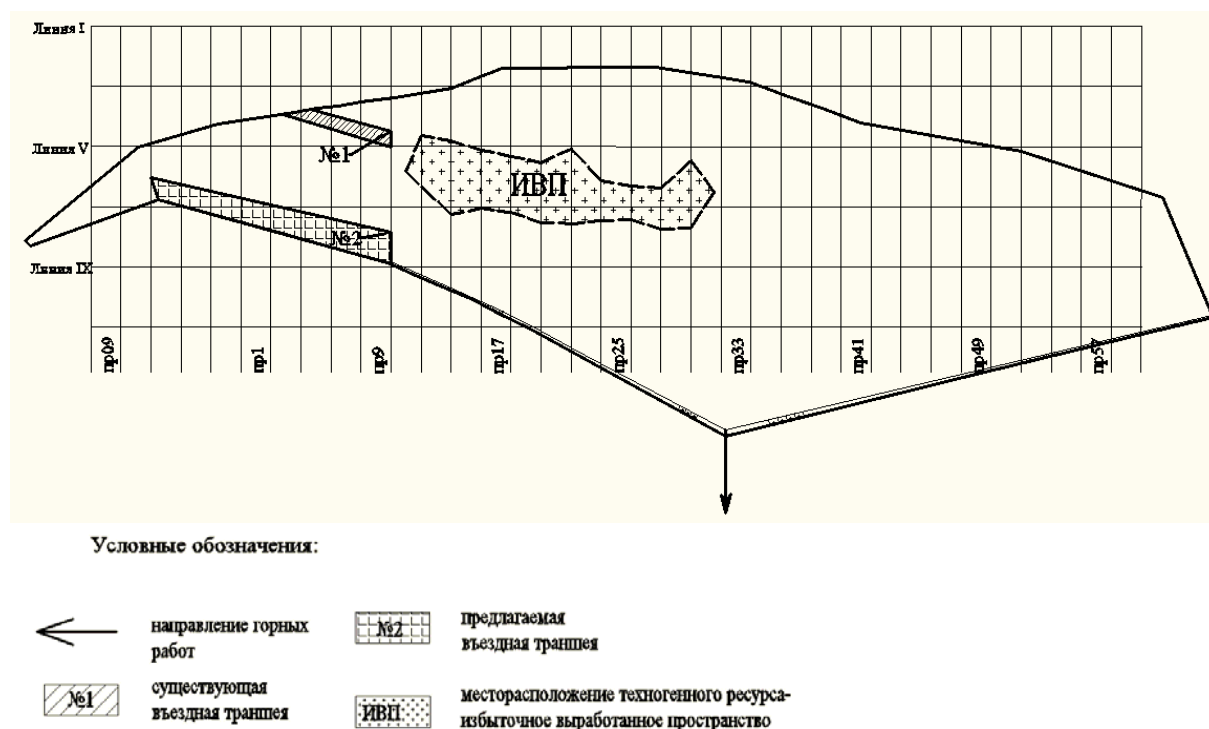 Линия I
Линия V
№1
ИВП
№2
Линия IX
пр09
пр1
пр9
пр17
пр25
пр33
пр41
пр49
пр57
Условные обозначения:
направление горных
работ
№2
предлагаемая
въездная траншея
№1
существующая
въездная траншея
ИВП
месторасположение техногенного ресурса-
избыточное выработанное пространство